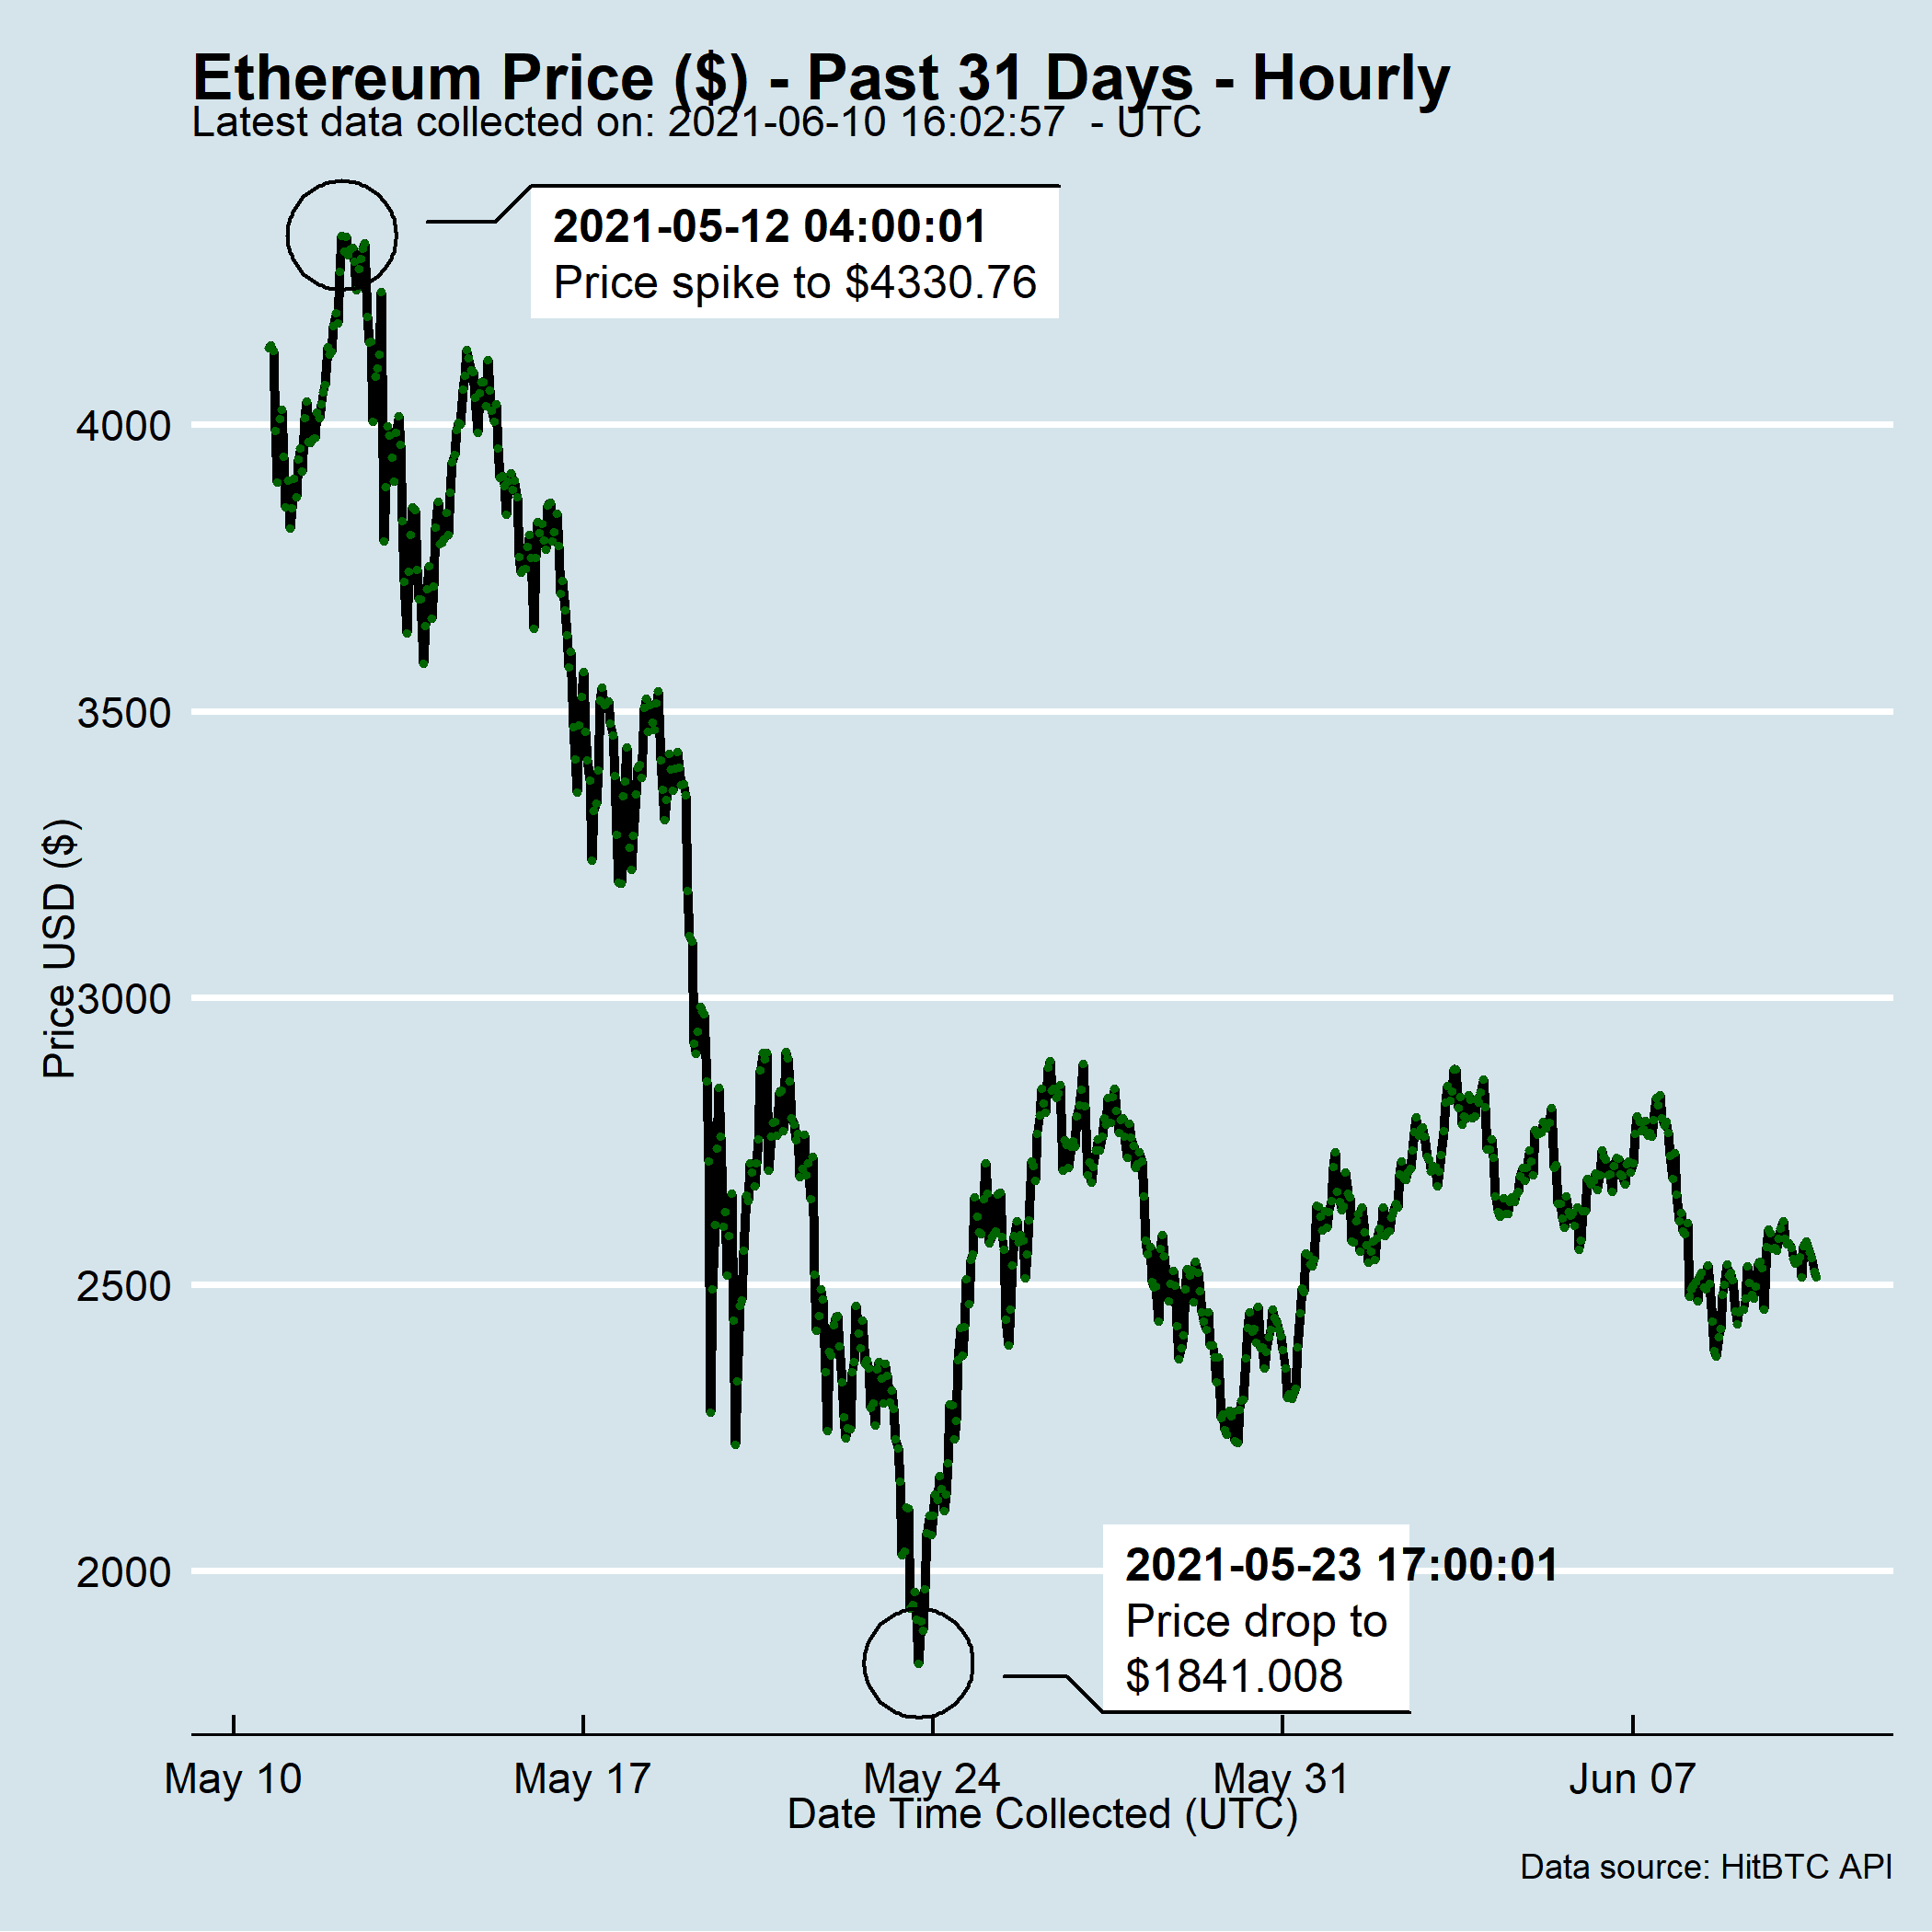 Ethereum Price ($) - Past 31 Days - Hourly
Latest data collected on: 2021-06-10 16:02:57  - UTC
2021-05-12 04:00:01
Price spike to $4330.76
4000
3500
3000
2500
2000
Price USD ($)
2021-05-23 17:00:01
Price drop to
$1841.008
May 10
May 17
May 24
May 31
Jun 07
Date Time Collected (UTC)
Data source: HitBTC API